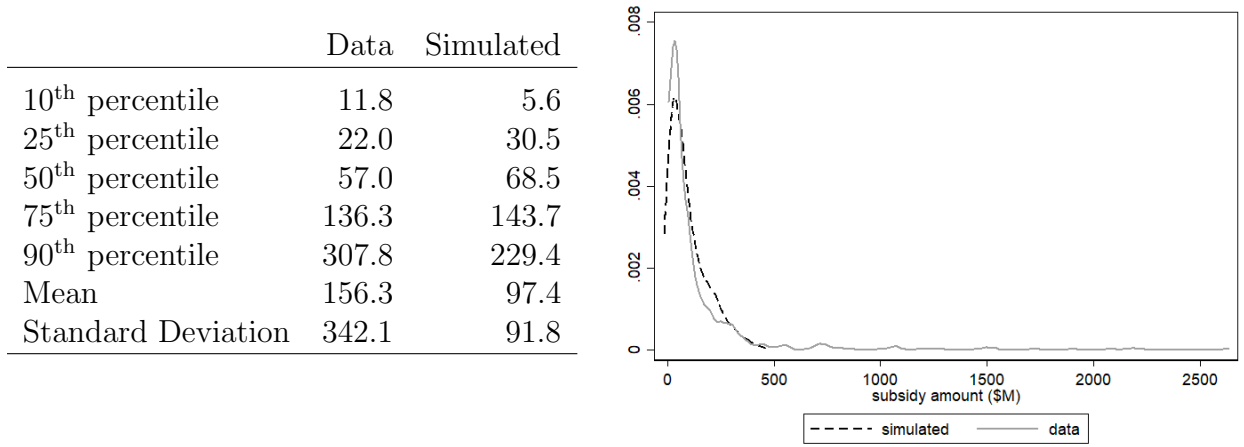 Data Simulated
10th percentile 11.8 5.6
25th percentile 22.0 30.5
50th percentile 57.0 68.5
75th percentile 136.3 143.7
90th percentile 307.8 229.4
Mean 156.3 97.4
Standard Deviation 342.1 91.8
.008
.006
.004
.002
0
0 500 1000 1500 2000 2500
subsidy amount ($M)
simulated data